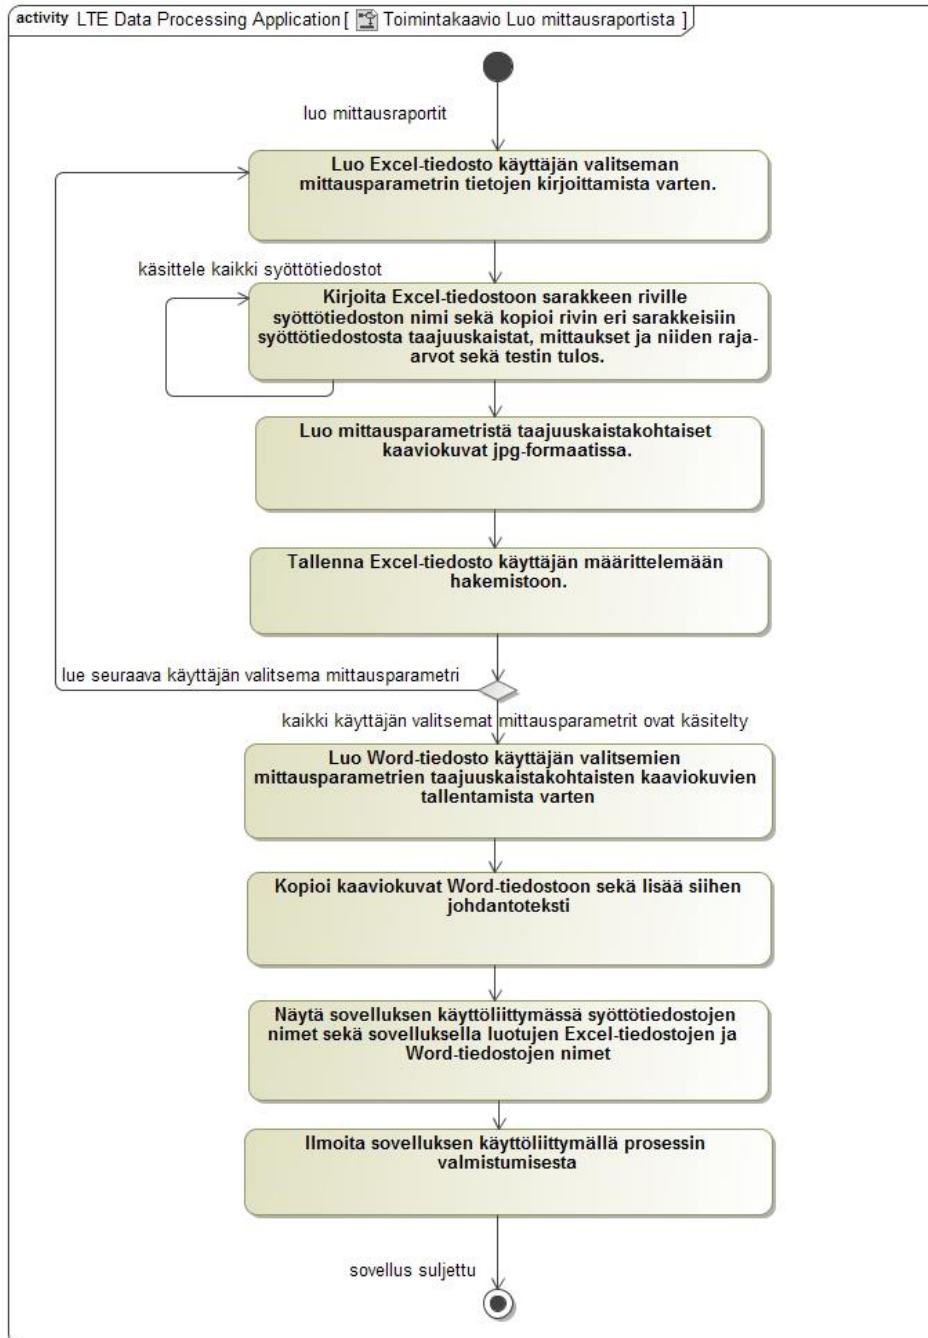 activity LTE Data Processing Application [ Toimintakaavio Luo mittausraportista ]
luo mittausraportit
Luo Excel-tiedosto käyttäjän valitseman
mittausparametrin tietojen kirjoittamista varten.
käsittele kaikki syöttötiedostot
Kirjoita Excel-tiedostoon sarakkeen riville
syöttötiedoston nimi sekä kopioi rivin eri sarakkeisiin
syöttötiedostosta taajuuskaistat, mittaukset ja niiden raja-
arvot sekä testin tulos.
Luo mittausparametristä taajuuskaistakohtaiset
kaaviokuvat jpg-formaatissa.
Tallenna Excel-tiedosto käyttäjän määrittelemään
hakemistoon.
lue seuraava käyttäjän valitsema mittausparametri
kaikki käyttäjän valitsemat mittausparametrit ovat käsitelty
Luo Word-tiedosto käyttäjän valitsemien
mittausparametrien taajuuskaistakohtaisten kaaviokuvien
tallentamista varten
Kopioi kaaviokuvat Word-tiedostoon sekä lisää siihen
johdantoteksti
Näytä sovelluksen käyttöliittymässä syöttötiedostojen
nimet sekä sovelluksella luotujen Excel-tiedostojen ja
Word-tiedostojen nimet
Ilmoita sovelluksen käyttöliittymällä prosessin
valmistumisesta
sovellus suljettu